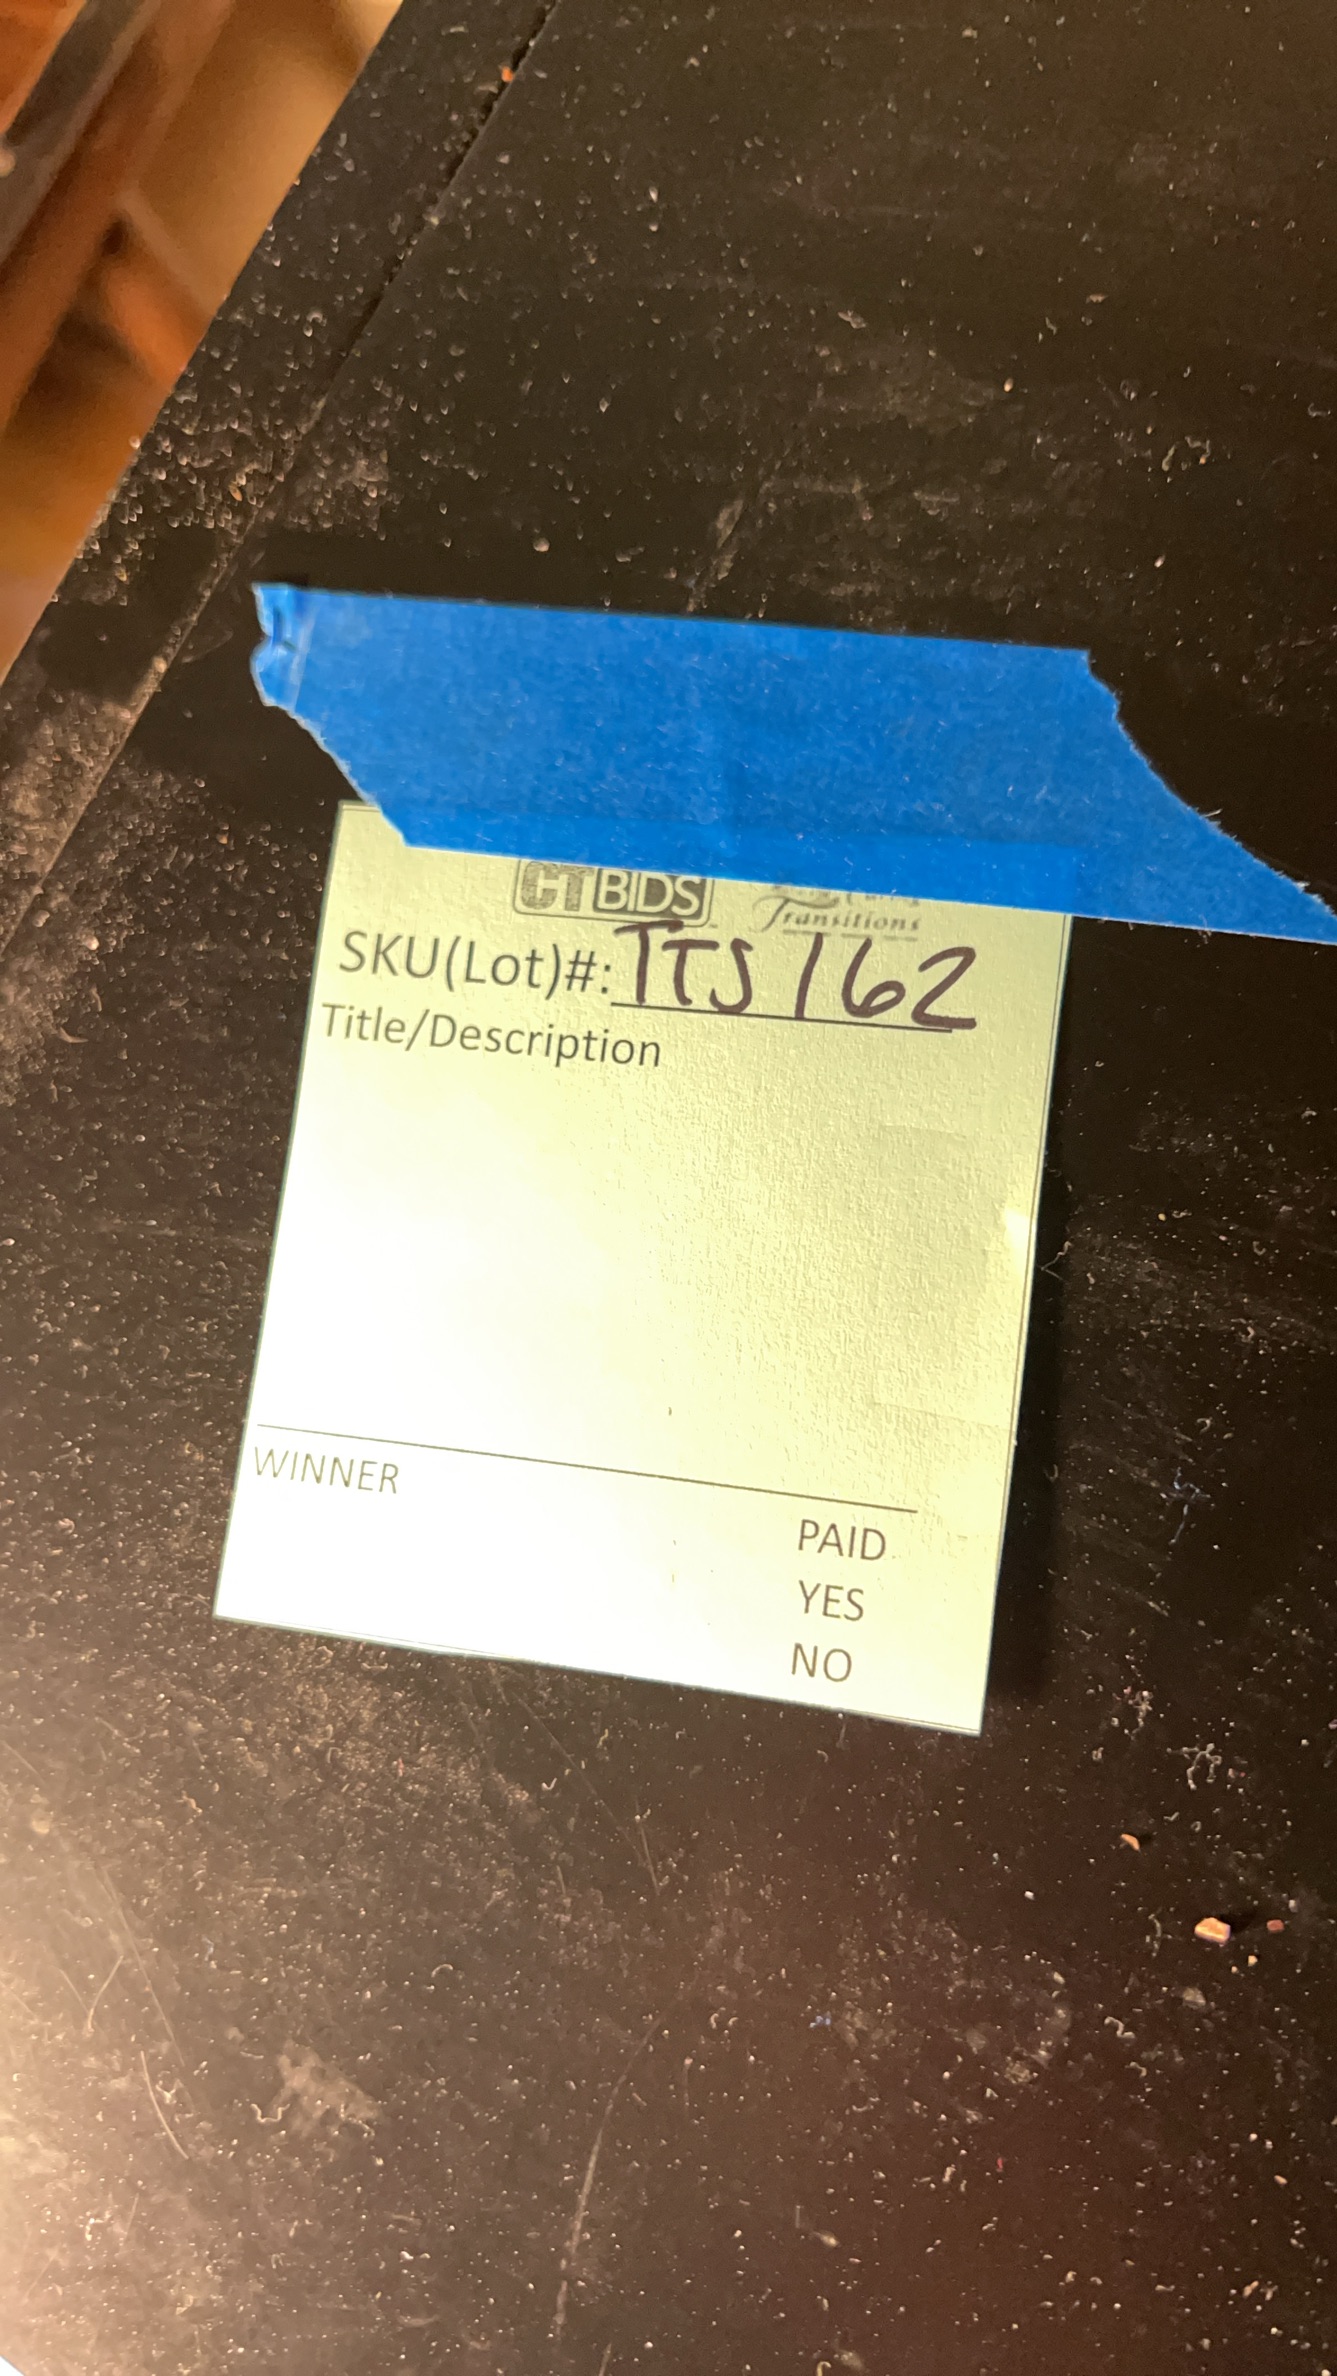 CTBIDS
Transitions
SKU(Lot)#: TTS162
Title/Description
WINNER
PAID
YES
NO